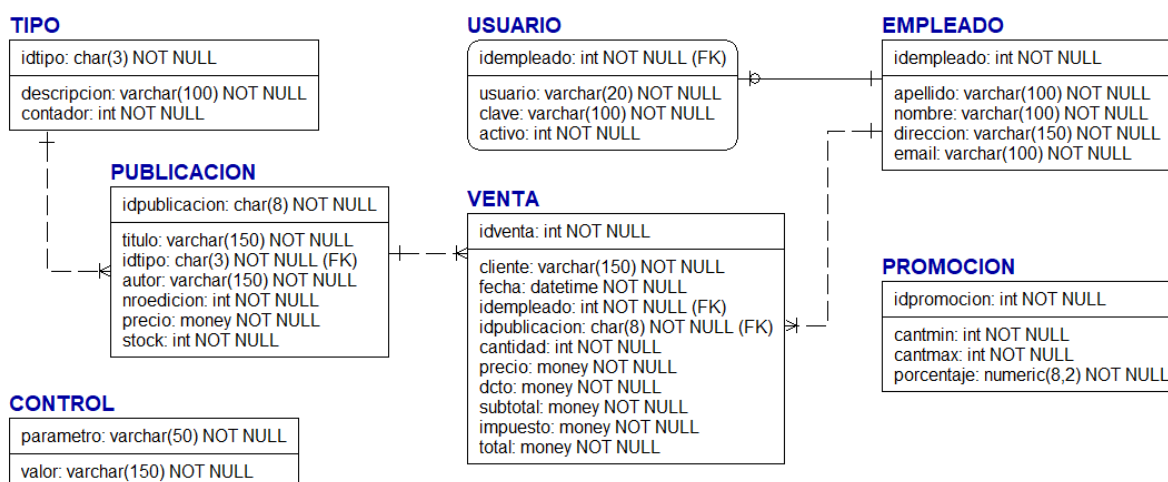 TIPO
idtipo: char(3) NOT NULL
descripcion: varchar(100) NOT NULL
contador: int NOT NULL
USUARIO
idempleado: int NOT NULL (FK)
usuario: varchar(20) NOT NULL
clave: varchar(100) NOT NULL
activo: int NOT NULL
EMPLEADO
idempleado: int NOT NULL
apellido: varchar(100) NOT NULL
nombre: varchar(100) NOT NULL
direccion: varchar(150) NOT NULL
email: varchar(100) NOT NULL
PUBLICACION
idpublicacion: char(8) NOT NULL
titulo: varchar(150) NOT NULL
idtipo: char(3) NOT NULL (FK)
autor: varchar(150) NOT NULL
nroedicion: int NOT NULL
precio: money NOT NULL
stock: int NOT NULL
VENTA
idventa: int NOT NULL
cliente: varchar(150) NOT NULL
fecha: datetime NOT NULL
idempleado: int NOT NULL (FK)
idpublicacion: char(8) NOT NULL (FK)
cantidad: int NOT NULL
precio: money NOT NULL
dcto: money NOT NULL
subtotal: money NOT NULL
impuesto: money NOT NULL
total: money NOT NULL
PROMOCION
idpromocion: int NOT NULL
cantmin: int NOT NULL
cantmax: int NOT NULL
porcentaje: numeric(8,2) NOT NULL
CONTROL
parametro: varchar(50) NOT NULL
valor: varchar(150) NOT NULL